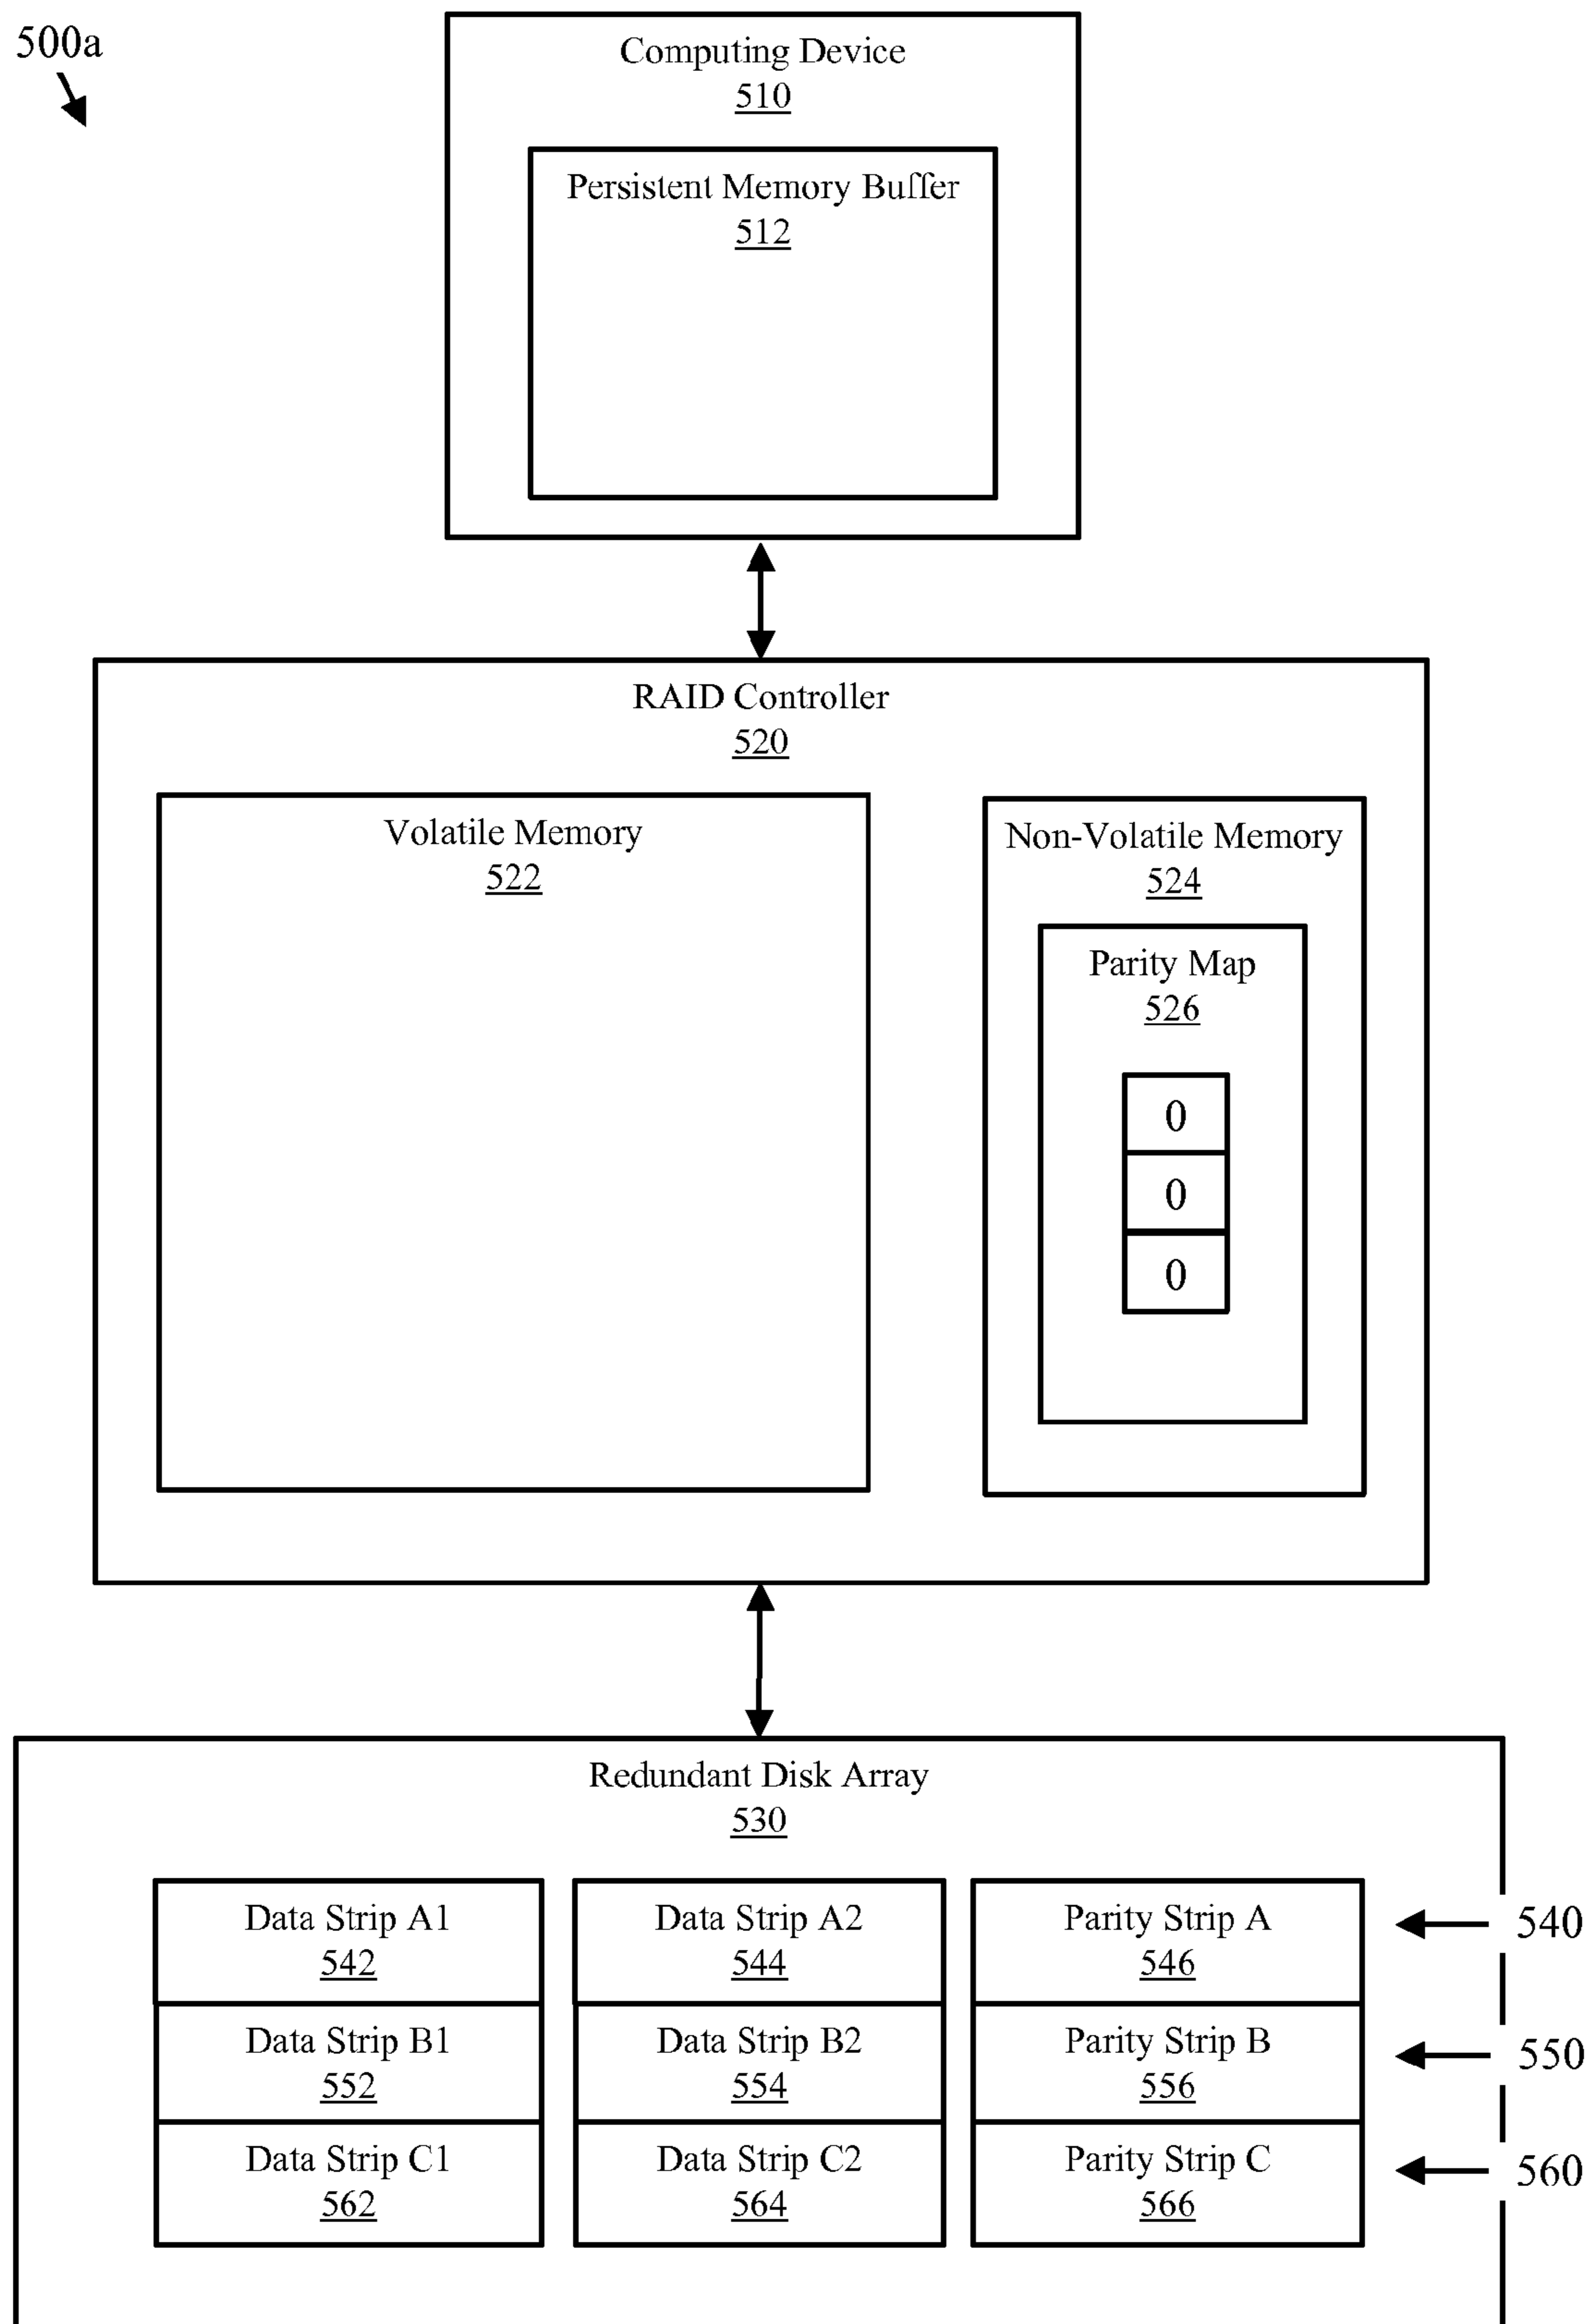 500a
Computing Device
510
Persistent Memory Buffer
512
RAID Controller
520
Volatile Memory
522
Non-Volatile Memory
524
Parity Map
526
0
0
0
Redundant Disk Array
530
Data Strip A1
542
Data Strip A2
544
Parity Strip A
546
540
Data Strip B1
552
Data Strip B2
554
Parity Strip B
556
550
Data Strip C1
562
Data Strip C2
564
Parity Strip C
566
560